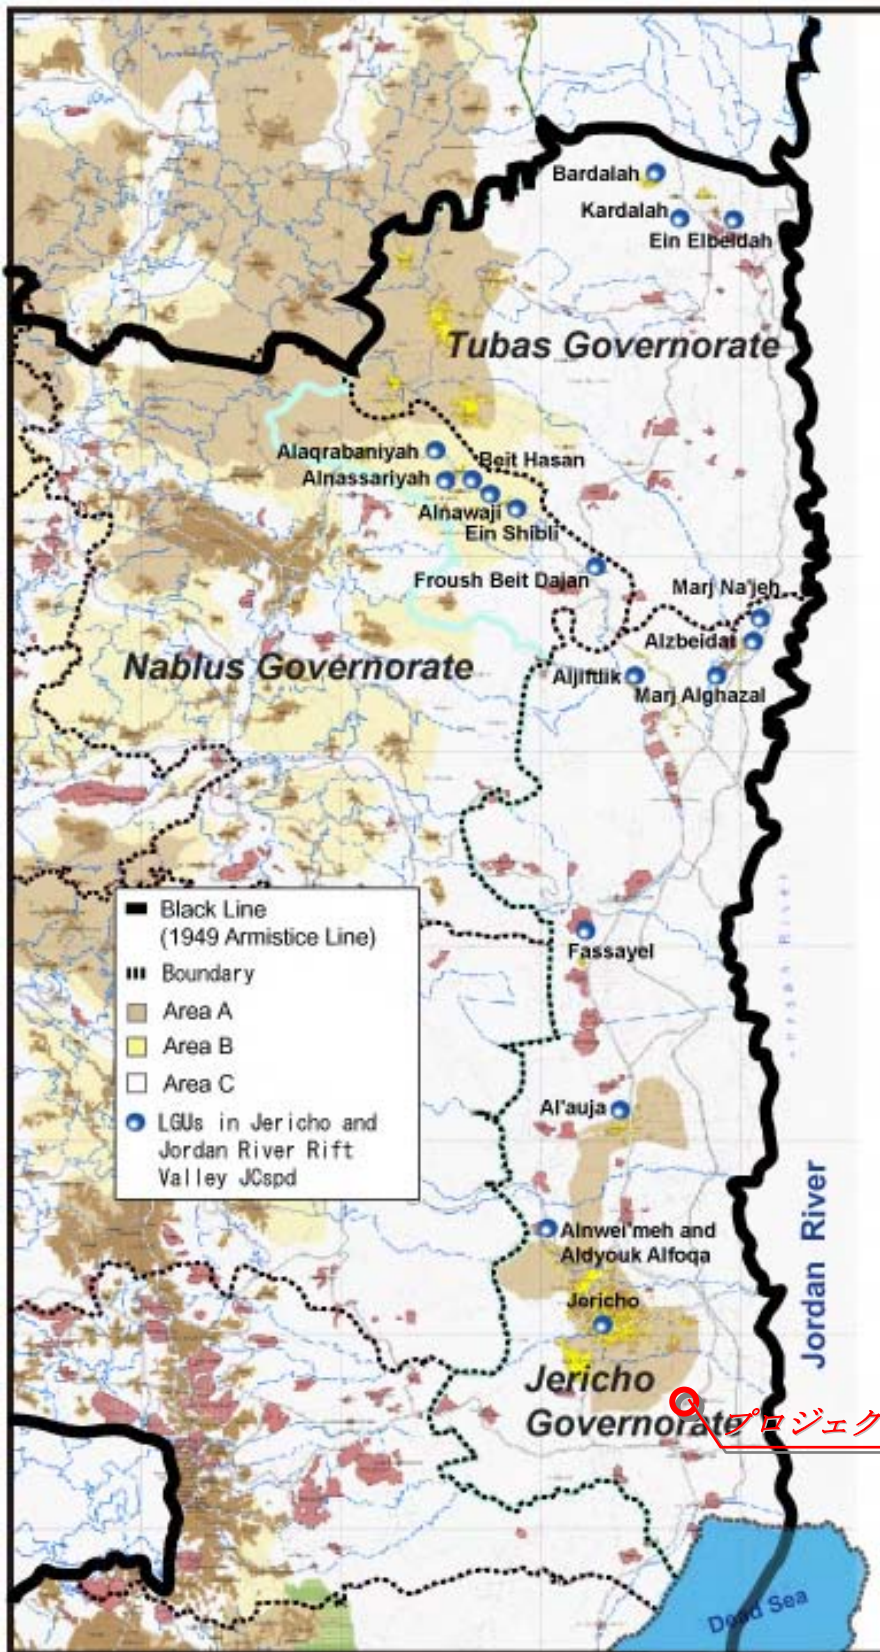 Bardalah
Kardalah
Ein Elbeidah
Tubas Governorate
Alaqrabaniyah
Beit Hasan
Alnassariyah
Alnawaji
Ein Shibli
Froush Beit Dajan
Marj Na'jeh
Alzbeidat
Nablus Governorate
Aljiftlik
Marj Alghazal
Black Line
(1949 Armistice Line)
Boundary
Area A
Area B
Area C
LGUs in Jericho and
Jordan River Rift
Valley JCspd
Fassayel
Al'auja
Alnwei'meh and
Aldyouk Alfoqa
Jericho
Jordan River
Jericho
Governorate
プロジェク
Dead Sea